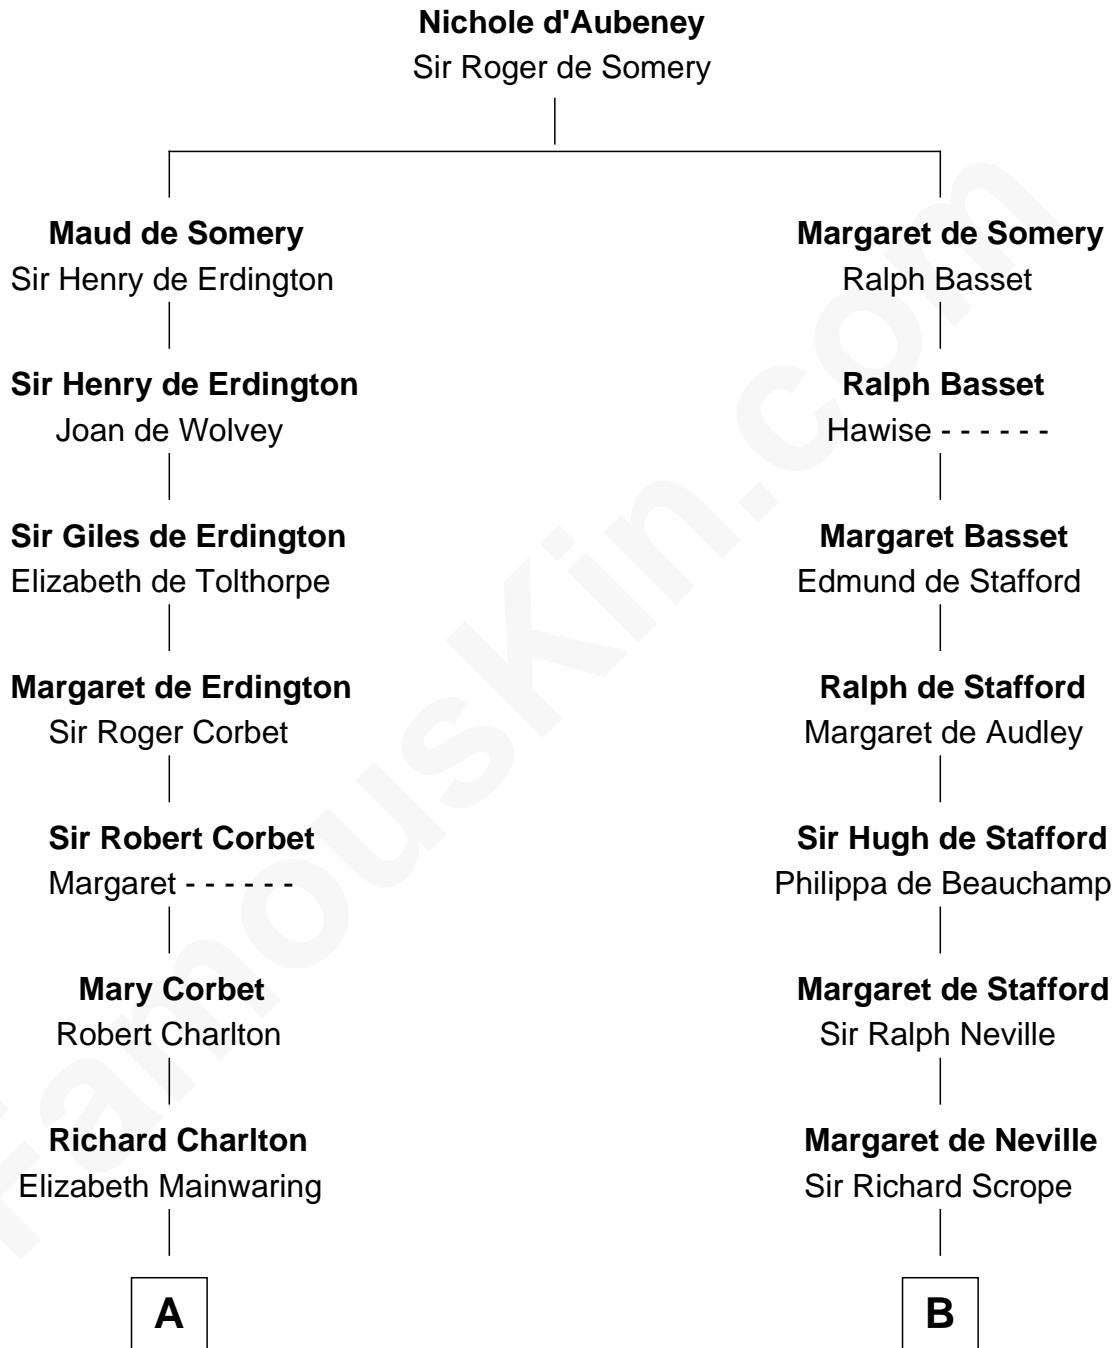 Nichole d'Aubeney
Sir Roger de Somery
Maud de Somery
Sir Henry de Erdington
Sir Henry de Erdington
Joan de Wolvey
Sir Giles de Erdington
Elizabeth de Tolthorpe
Margaret de Erdington
Sir Roger Corbet
Sir Robert Corbet
Margaret - - - - - -
Mary Corbet
Robert Charlton
Richard Charlton
Elizabeth Mainwaring
A
Margaret de Somery
Ralph Basset
Ralph Basset
Hawise - - - - - -
Margaret Basset
Edmund de Stafford
Ralph de Stafford
Margaret de Audley
Sir Hugh de Stafford
Philippa de Beauchamp
Margaret de Stafford
Sir Ralph Neville
Margaret de Neville
Sir Richard Scrope
B
FamousKin.com